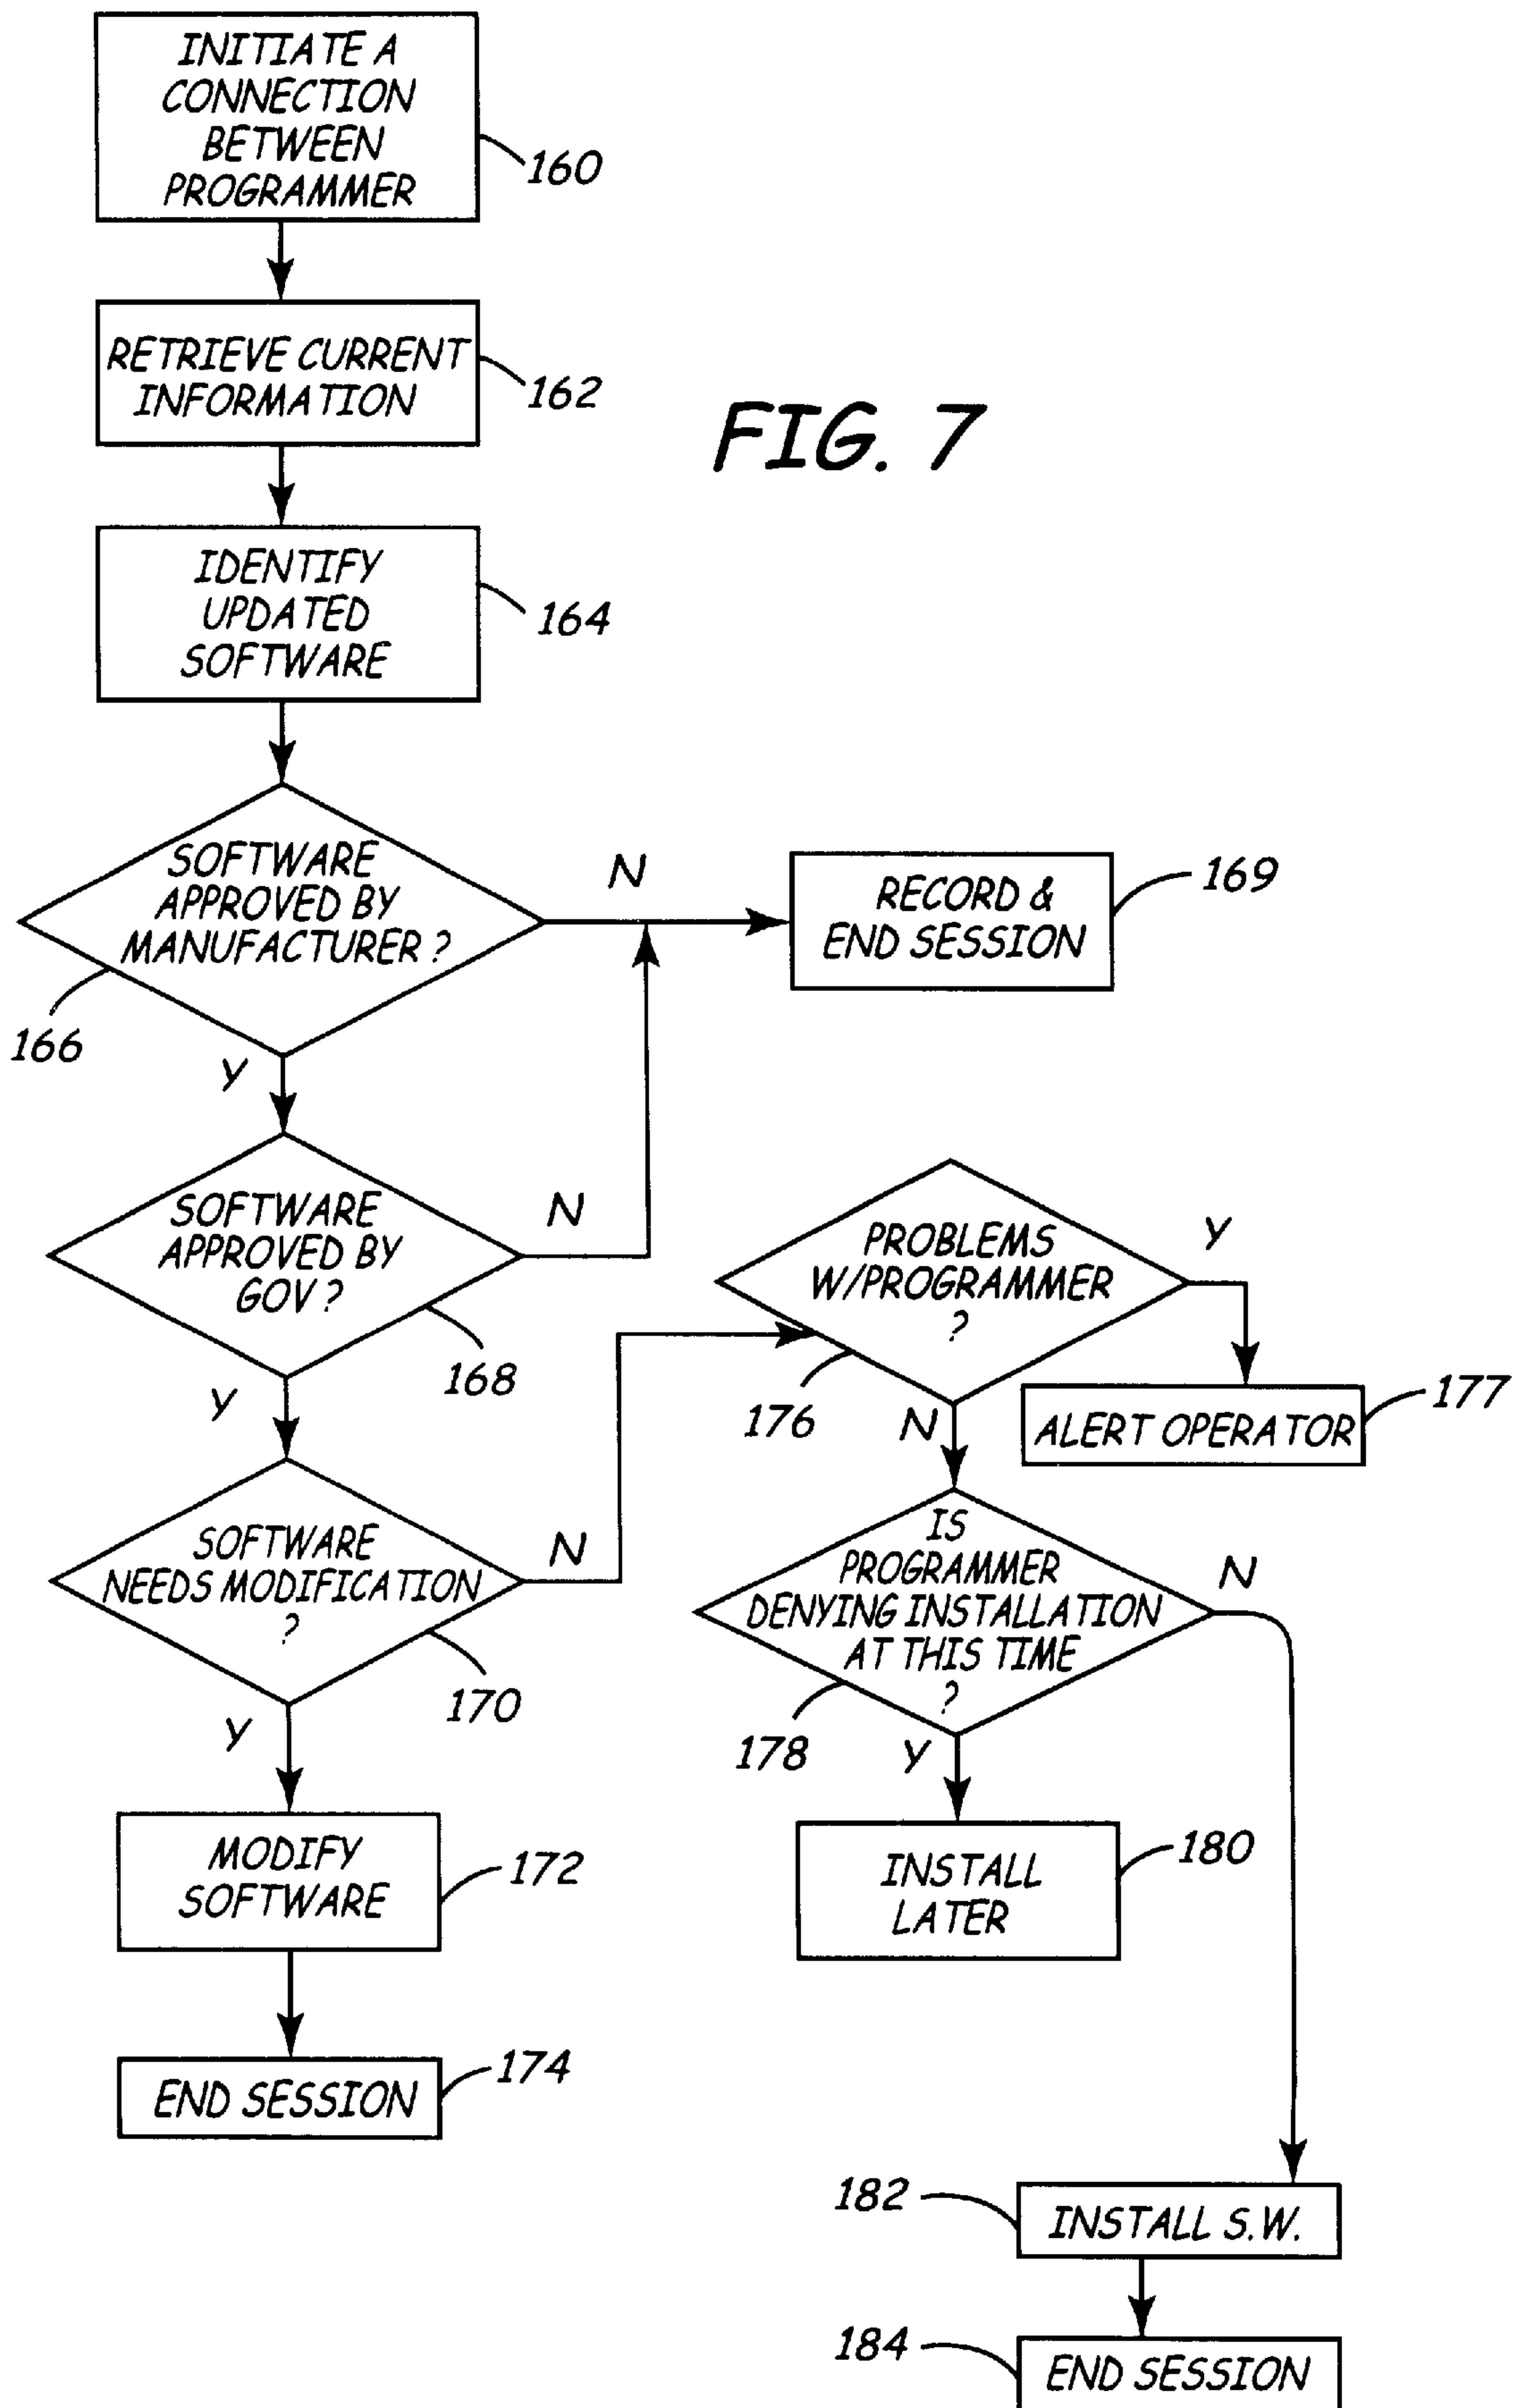 INITIATE A
CONNECTION
BETWEEN
PROGRAMMER
160
RETRIEVE CURRENT
INFORMATION
162
FIG. 7
IDENTIFY
UPDATED
SOFTWARE
164
SOFTWARE
APPROVED BY
MANUFACTURER ?
166
N
Y
RECORD &
END SESSION
169
SOFTWARE
APPROVED BY
GOV ?
168
N
Y
SOFTWARE
NEEDS MODIFICATION
?
170
N
Y
MODIFY
SOFTWARE
172
END SESSION
174
PROBLEMS
W/PROGRAMMER
?
176
Y
N
ALERT OPERATOR
177
IS
PROGRAMMER
DENYING INSTALLATION
AT THIS TIME
?
178
N
Y
INSTALL
LATER
180
182
INSTALL S.W.
184
END SESSION